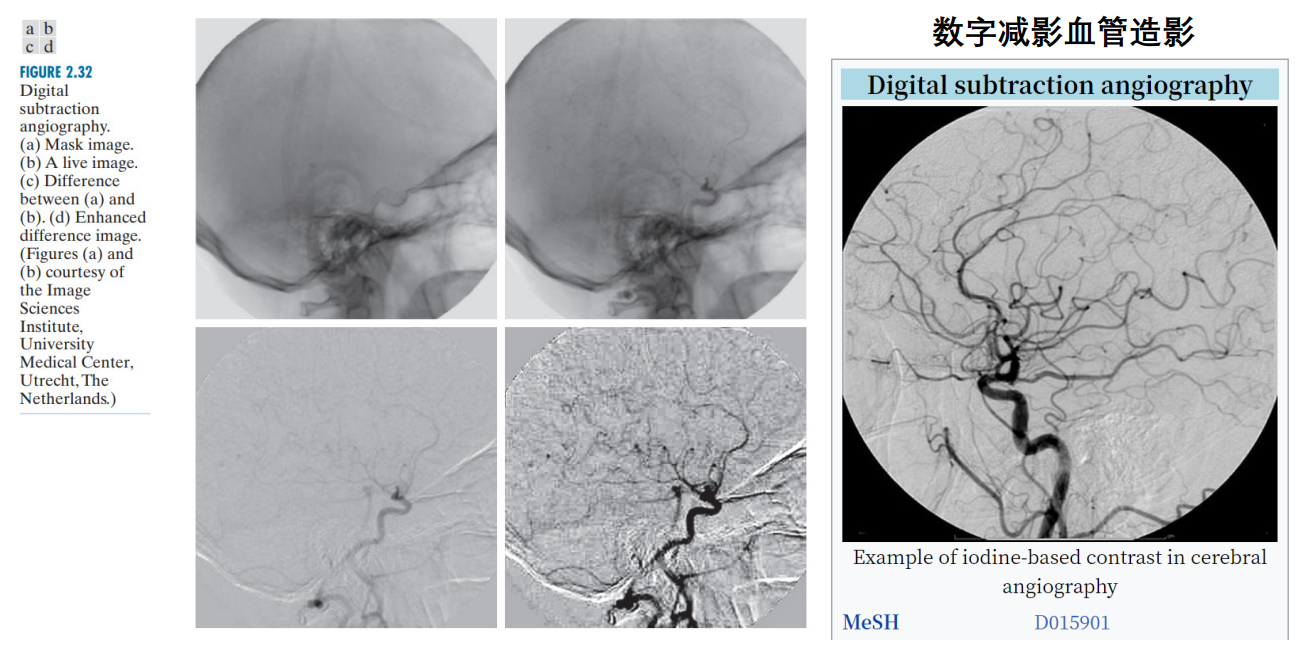 a b
c d
FIGURE 2.32
Digital
subtraction
angiography.
(a) Mask image.
(b) A live image.
(c) Difference
between (a) and
(b). (d) Enhanced
difference image.
(Figures (a) and
(b) courtesy of
the Image
Sciences
Institute,
University
Medical Center,
Utrecht, The
Netherlands.)
数字减影血管造影
Digital subtraction angiography
Example of iodine-based contrast in cerebral
angiography
MeSH D015901